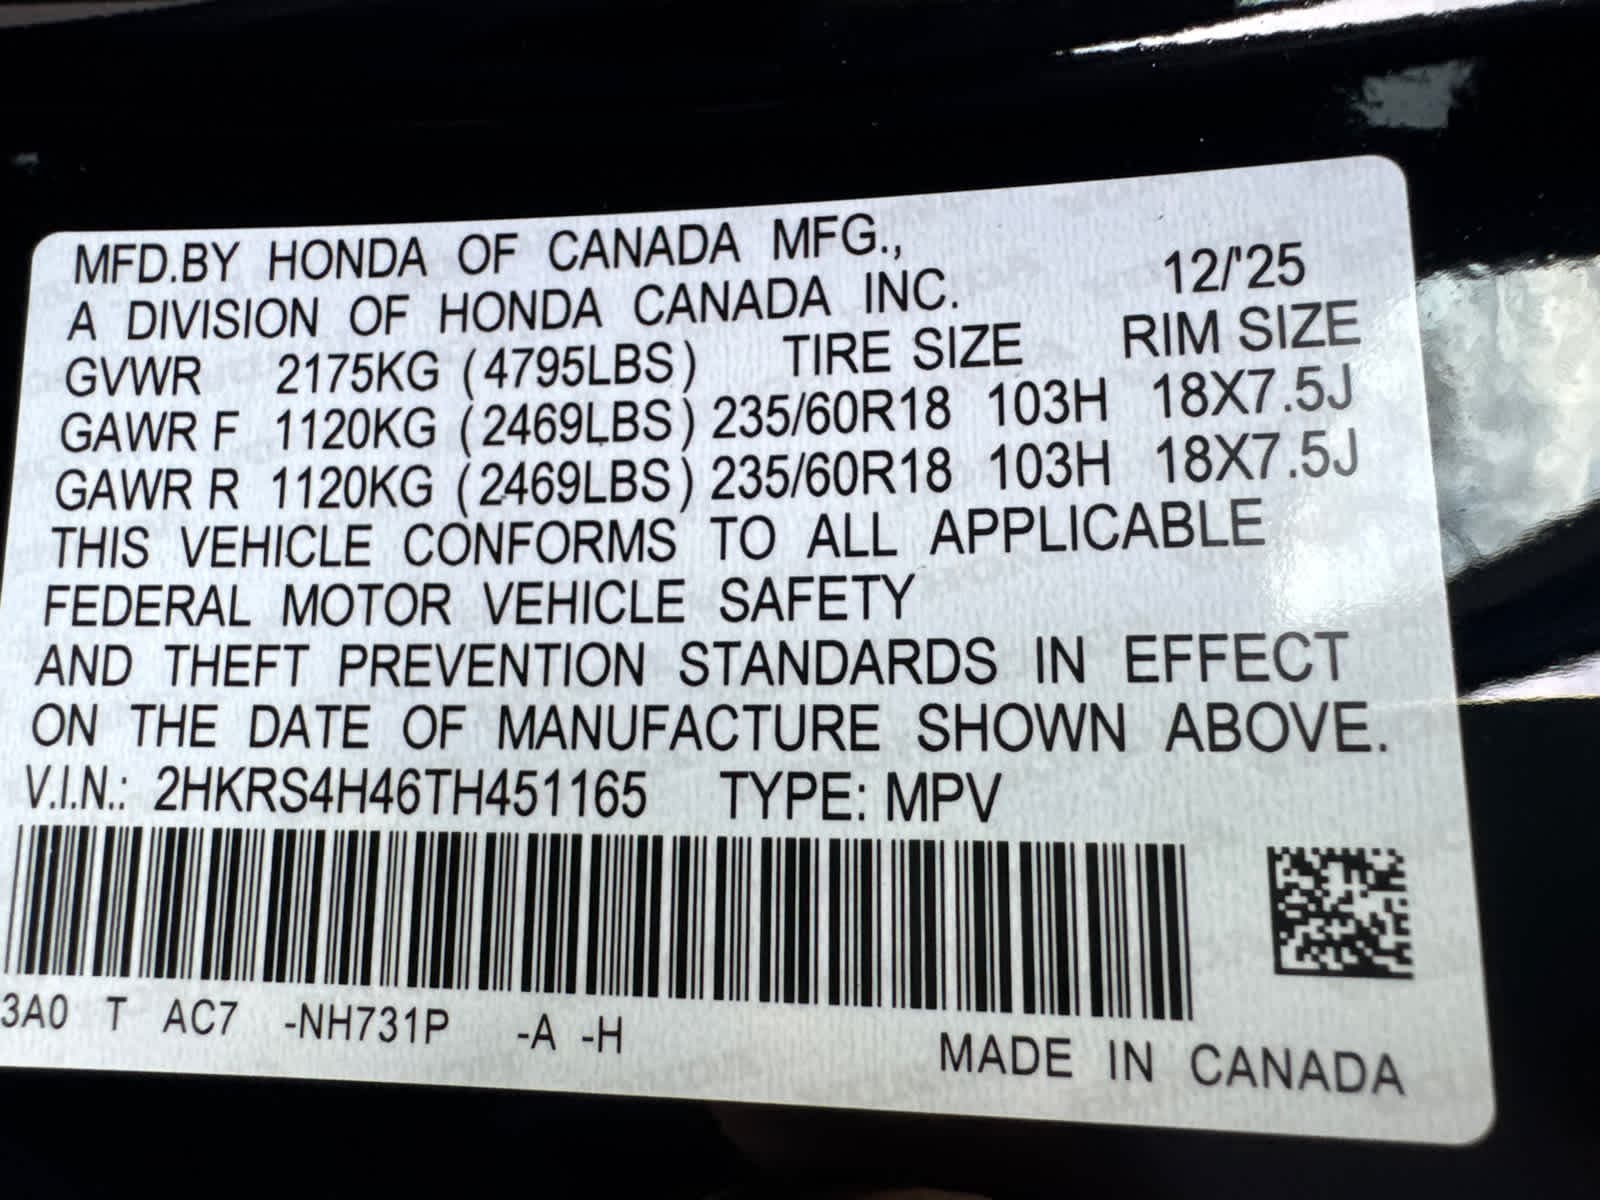 MFD.BY HONDA OF CANADA MFG.,
A DIVISION OF HONDA CANADA INC. 12/'25
GVWR 2175KG (4795LBS) TIRE SIZE RIM SIZE
GAWR F 1120KG (2469LBS) 235/60R18 103H 18X7.5J
GAWR R 1120KG (2469LBS) 235/60R18 103H 18X7.5J
THIS VEHICLE CONFORMS TO ALL APPLICABLE
FEDERAL MOTOR VEHICLE SAFETY
AND THEFT PREVENTION STANDARDS IN EFFECT
ON THE DATE OF MANUFACTURE SHOWN ABOVE.
V.I.N.: 2HKRS4H46TH451165 TYPE: MPV
3A0 T AC7 -NH731P -A -H
MADE IN CANADA